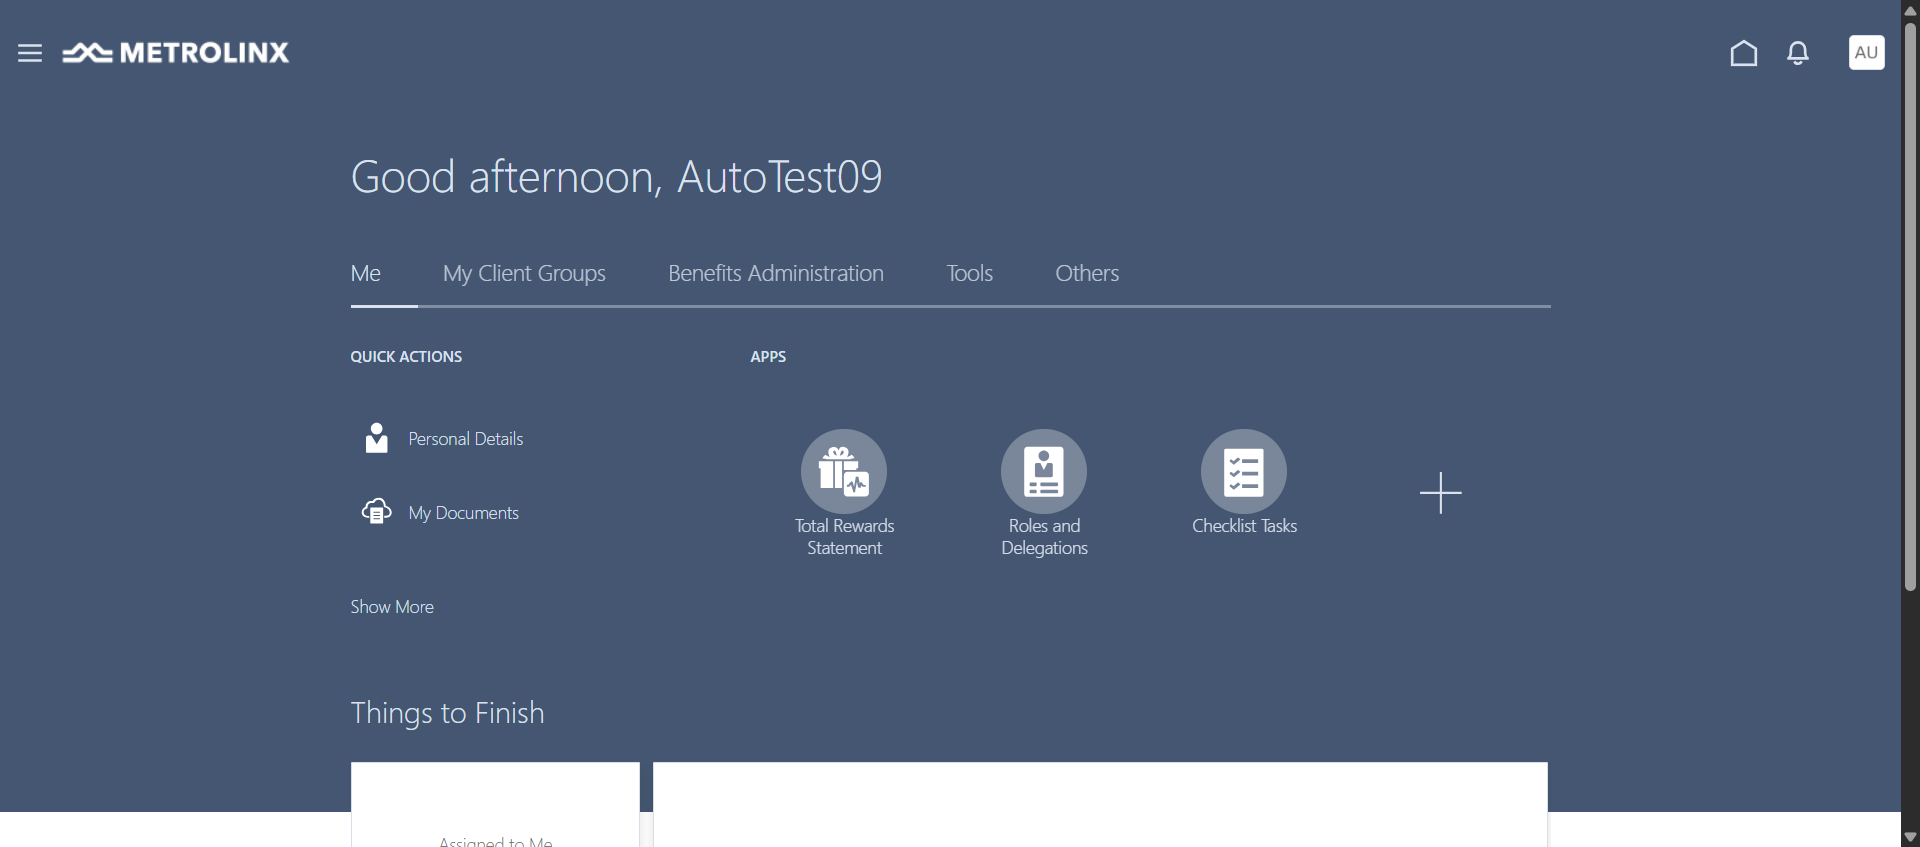 METROLINX
AU
Good afternoon, AutoTest09
Me My Client Groups Benefits Administration Tools Others
QUICK ACTIONS
APPS
Personal Details
My Documents
Show More
Total Rewards
Statement
Roles and
Delegations
Checklist Tasks
Things to Finish
Assigned to Me